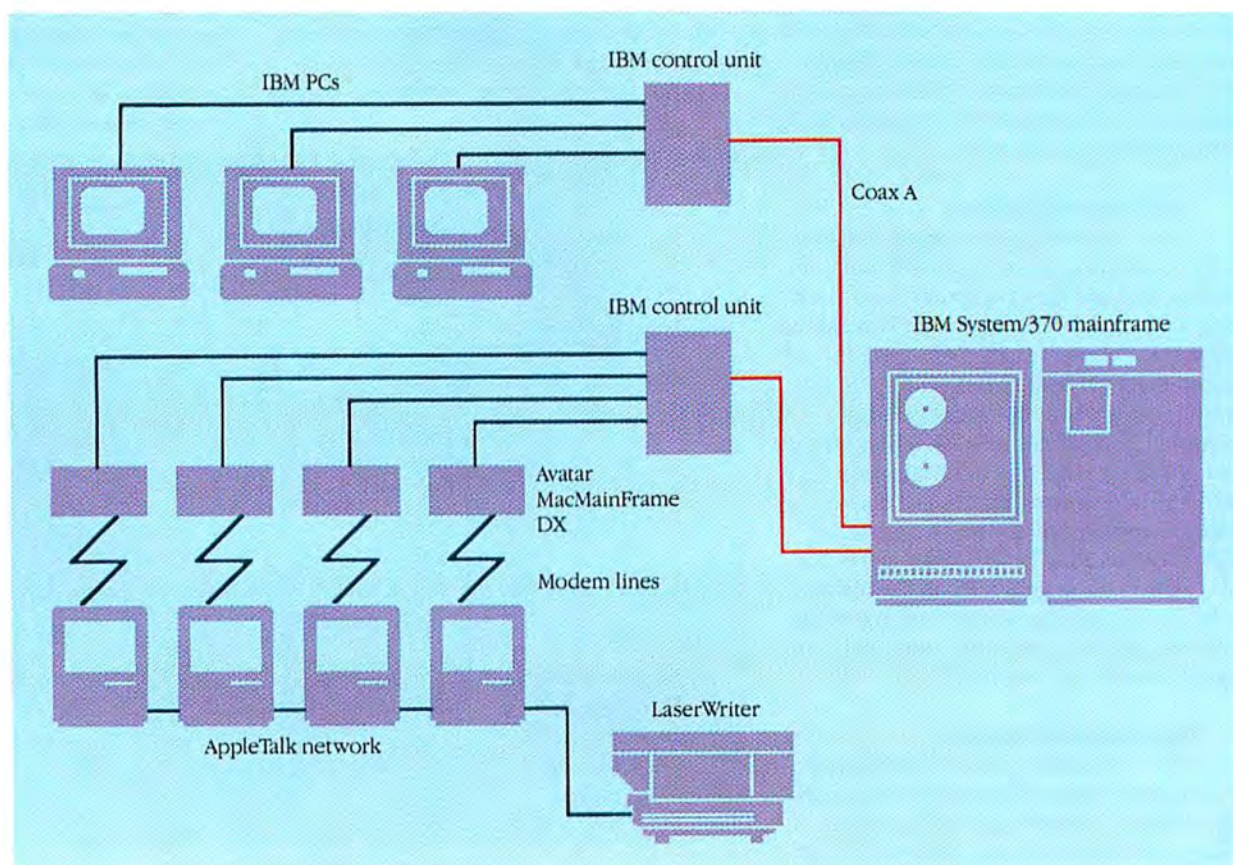 IBM PCs
IBM control unit
Coax A
IBM control unit
IBM System/370 mainframe
Avatar
MacMainFrame
DX
Modem lines
AppleTalk network
LaserWriter